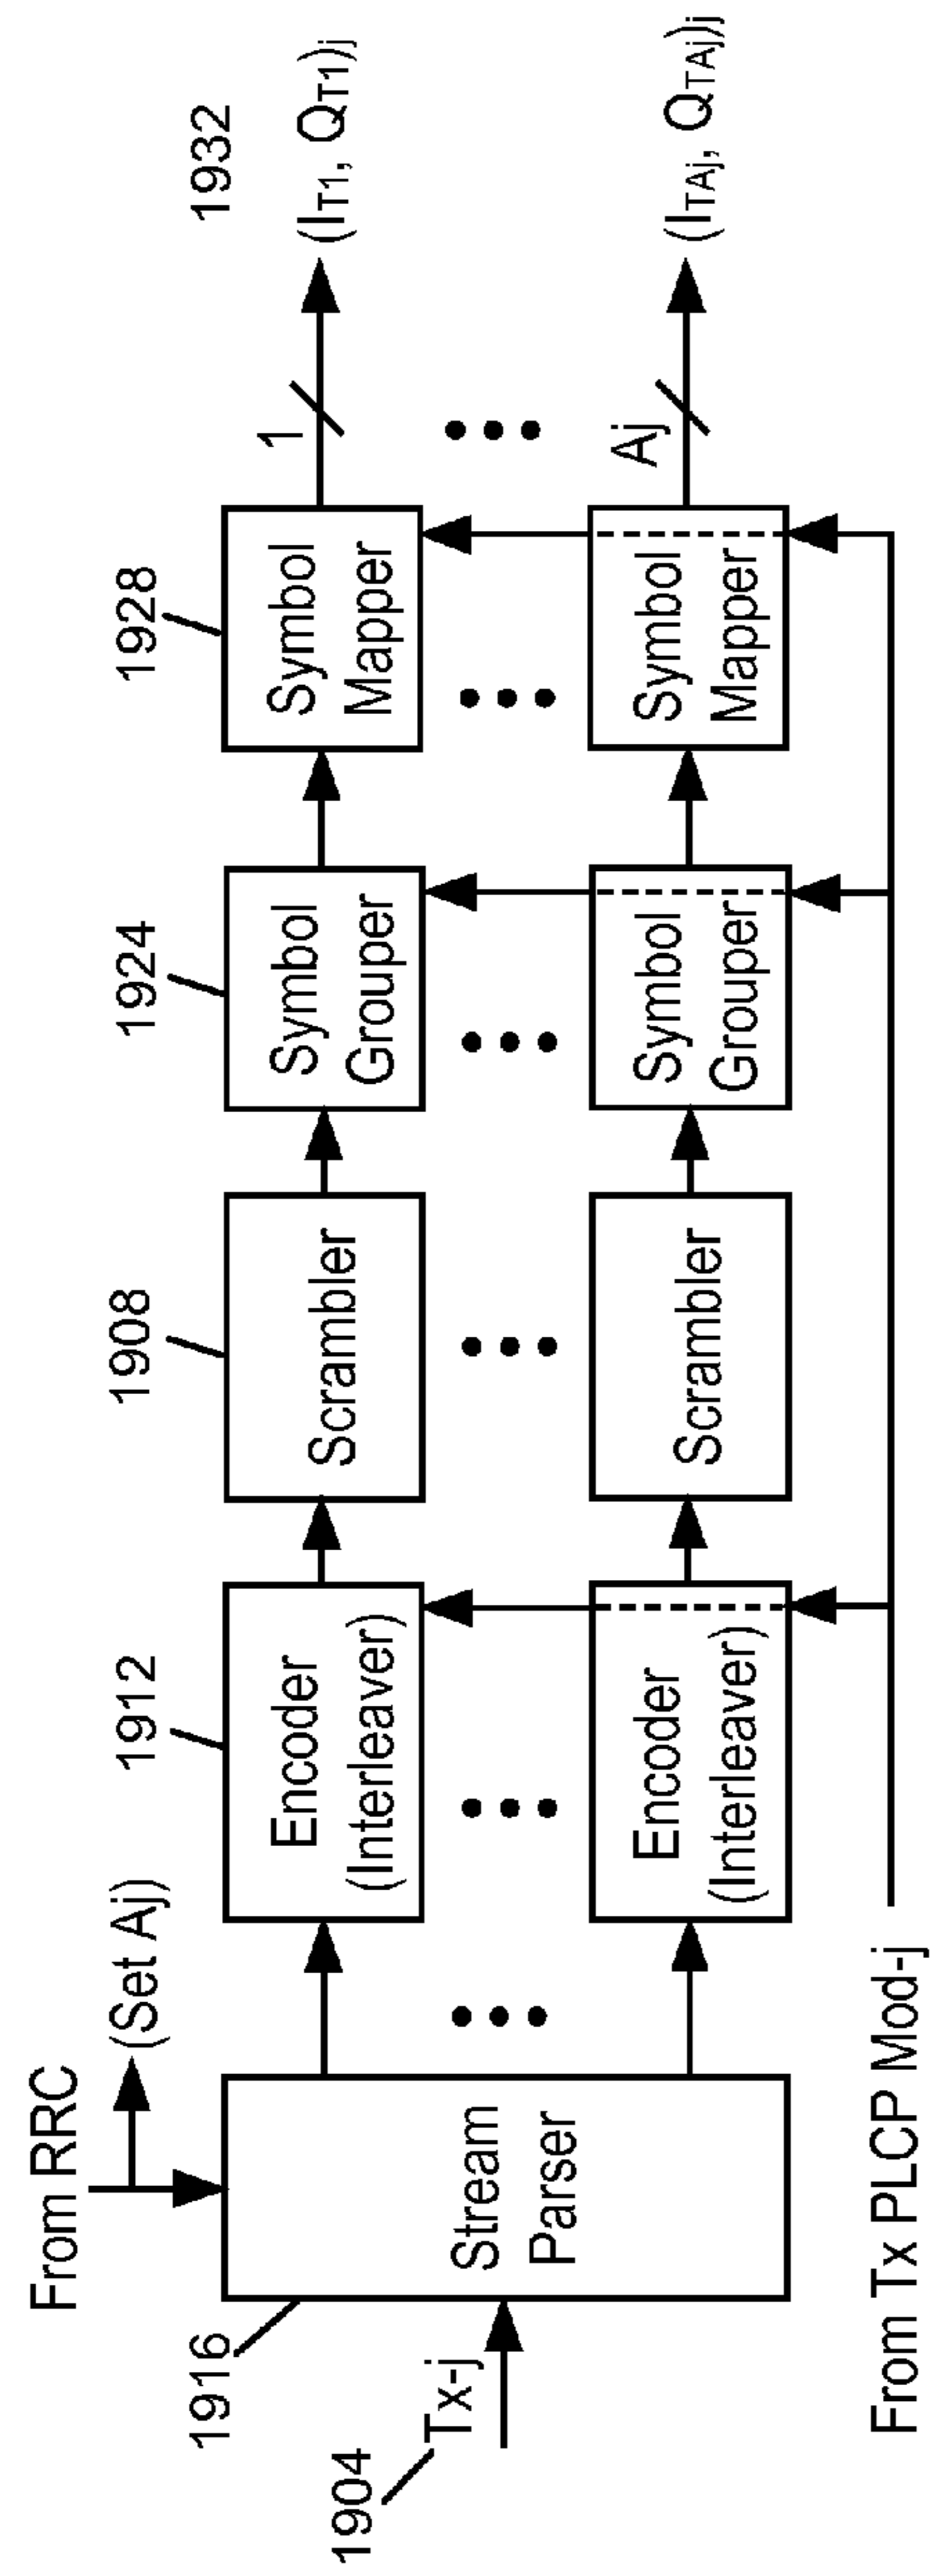 1932
(IT1, QT1)j
(ITAj, QTAj)j
1
Aj
1928
Symbol
Mapper
Symbol
Mapper
1924
Symbol
Grouper
Symbol
Grouper
1908
Scrambler
Scrambler
1912
Encoder
(Interleaver)
Encoder
(Interleaver)
From RRC
(Set Aj)
Stream
Parser
1916
Tx-j
1904
From Tx PLCP Mod-j